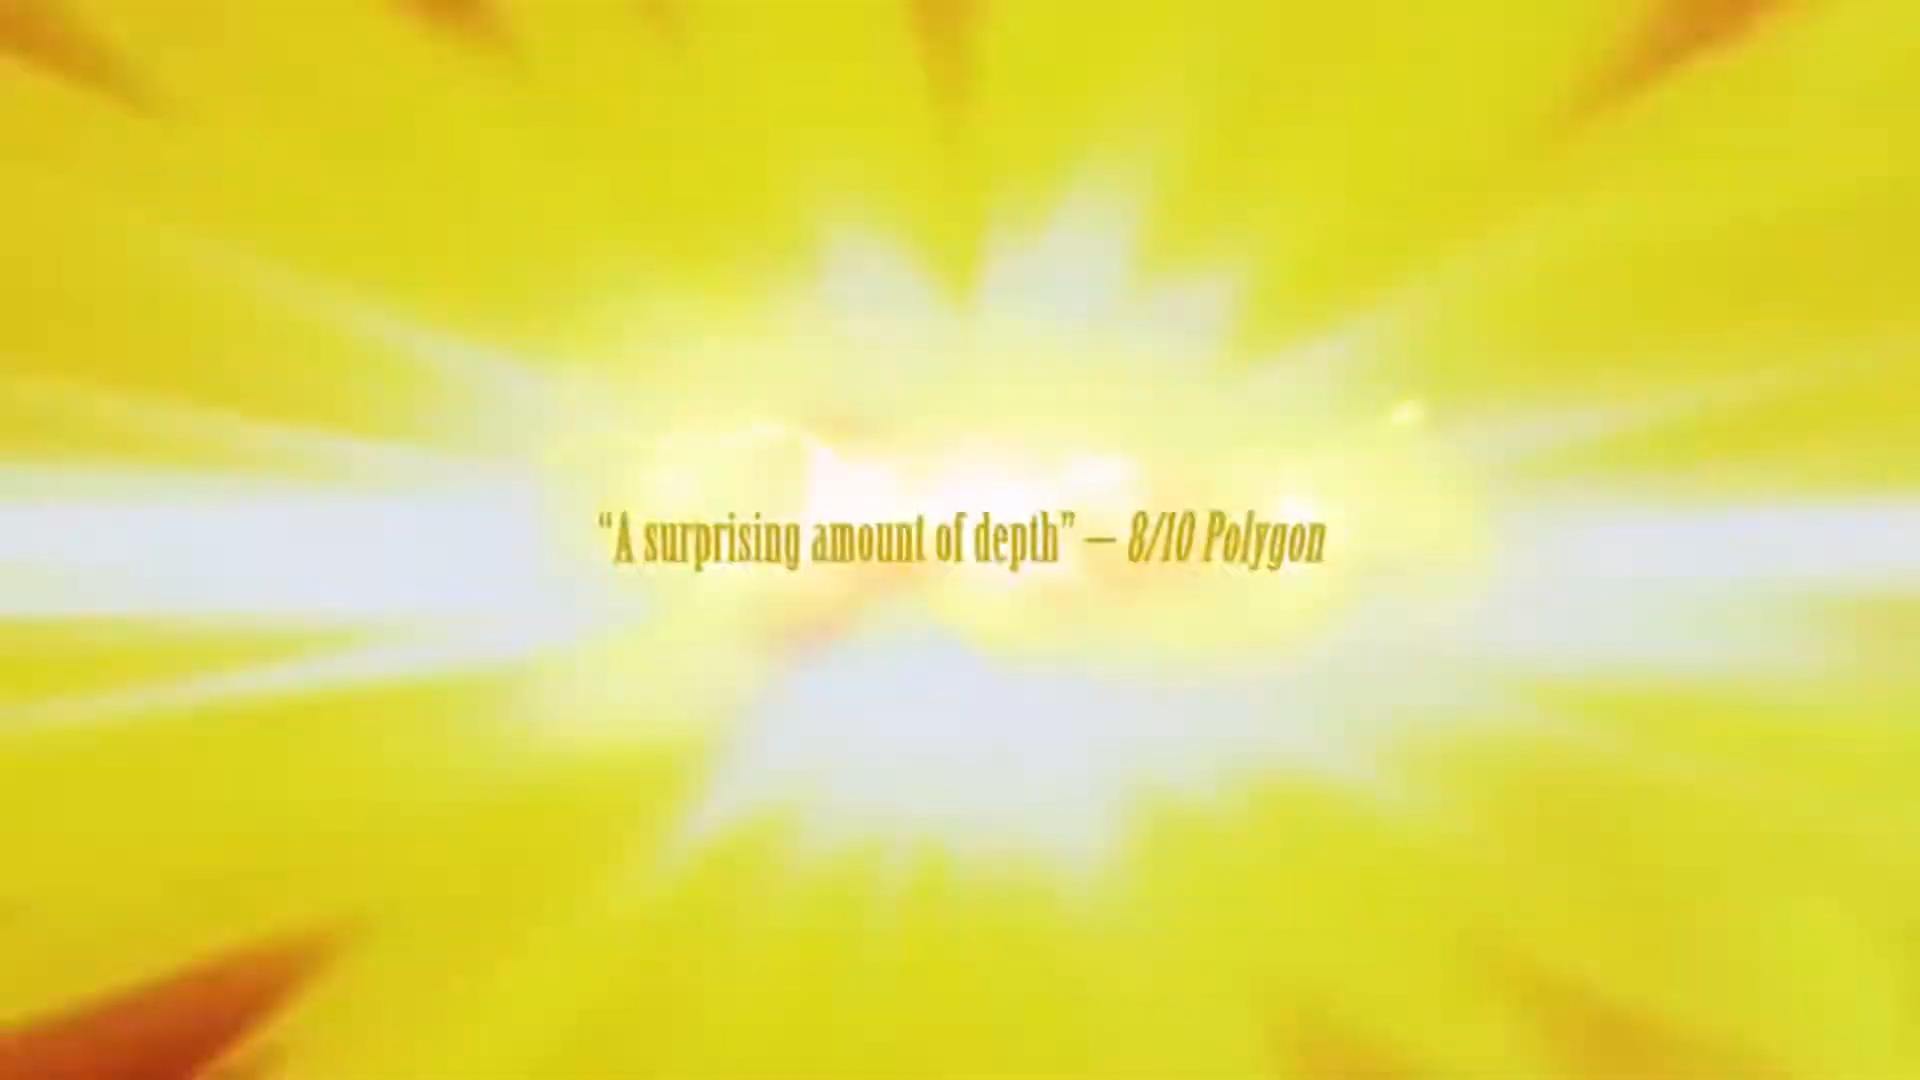 “A surprising amount of depth” – 8/10 Polygon